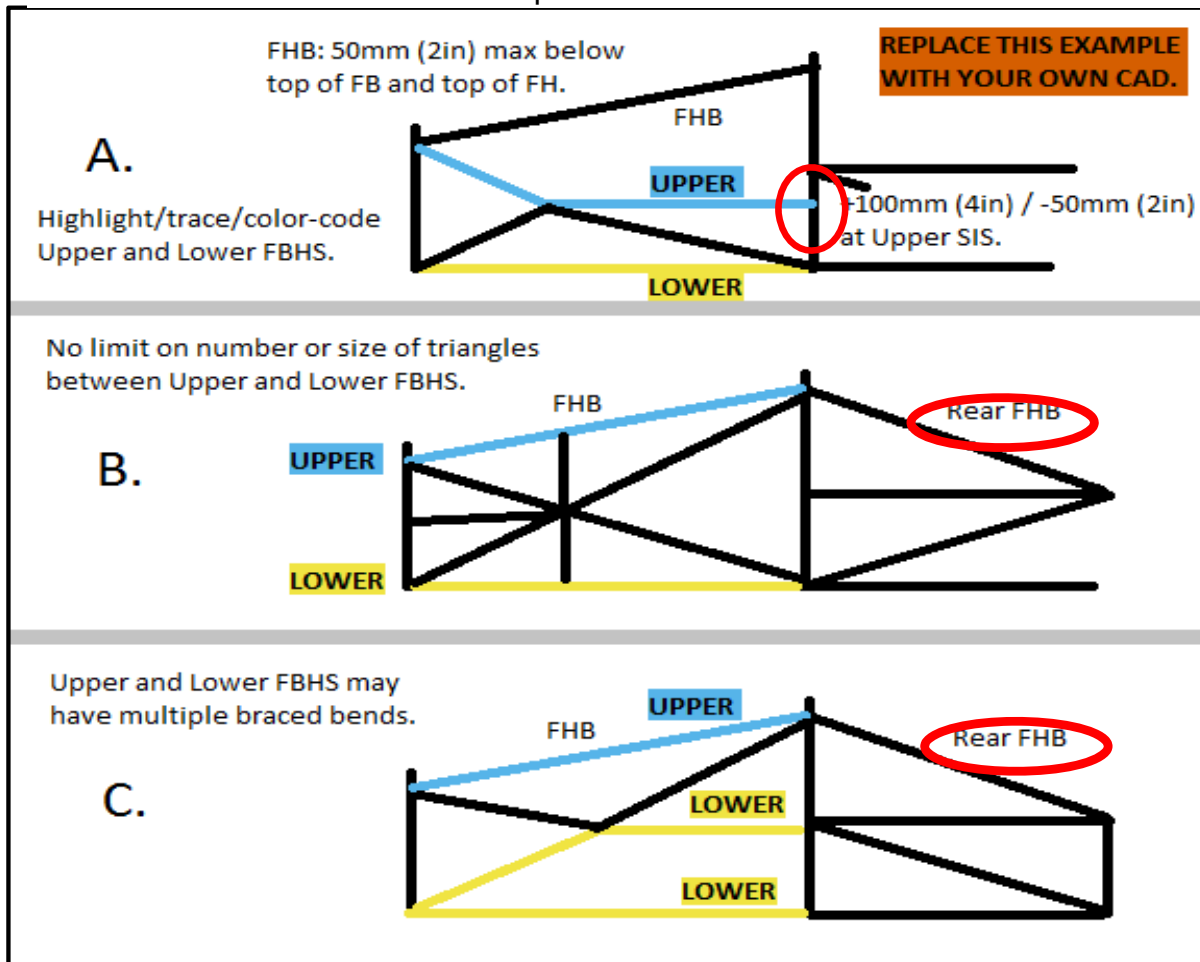 FHB: 50mm (2in) max below
top of FB and top of FH.
REPLACE THIS EXAMPLE
WITH YOUR OWN CAD.
FHB
A.
UPPER
Highlight/trace/color-code
Upper and Lower FBHS.
+100mm (4in) / -50mm (2in)
at Upper SIS.
LOWER
No limit on number or size of triangles
between Upper and Lower FBHS.
FHB
Rear FHB
UPPER
B.
LOWER
Upper and Lower FBHS may
have multiple braced bends.
UPPER
FHB
Rear FHB
C.
LOWER
LOWER